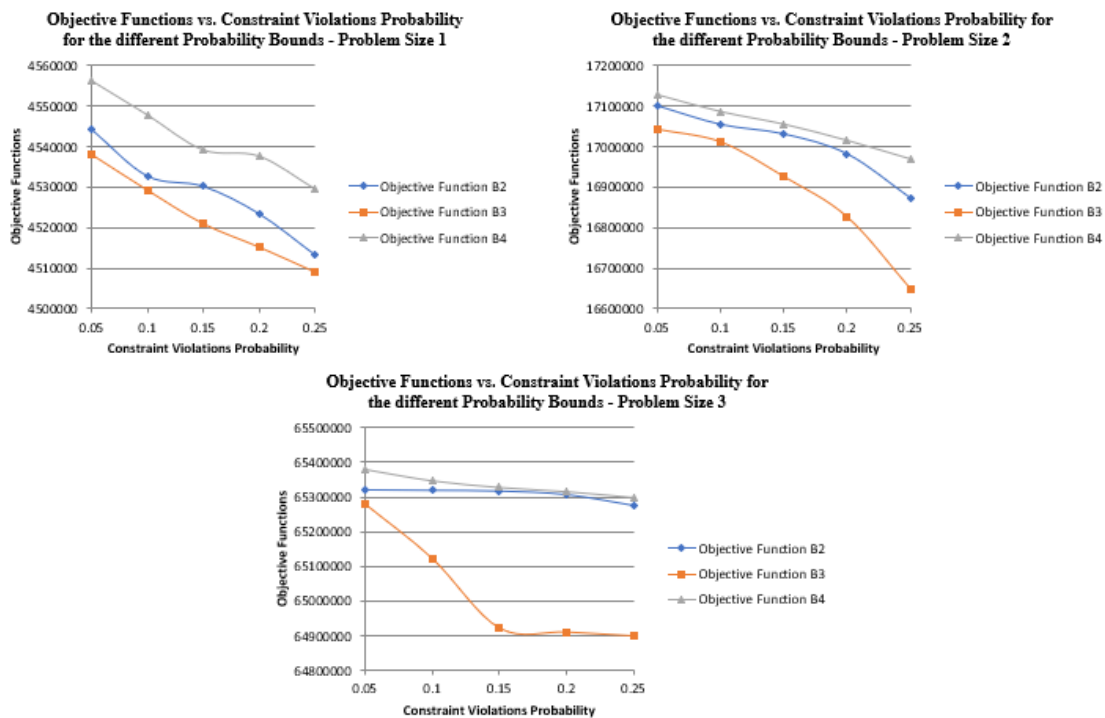 Objective Functions vs. Constraint Violations Probability
for the different Probability Bounds - Problem Size 1
4560000
4550000
4540000
4530000
4520000
4510000
4500000
Objective Functions
0.05 0.1 0.15 0.2 0.25
Constraint Violations Probability
Objective Function B2
Objective Function B3
Objective Function B4
Objective Functions vs. Constraint Violations Probability for
the different Probability Bounds - Problem Size 2
17200000
17100000
17000000
16900000
16800000
16700000
16600000
Objective Functions
0.05 0.1 0.15 0.2 0.25
Constraint Violations Probability
Objective Function B2
Objective Function B3
Objective Function B4
Objective Functions vs. Constraint Violations Probability for
the different Probability Bounds - Problem Size 3
65500000
65400000
65300000
65200000
65100000
65000000
64900000
64800000
Objective Functions
0.05 0.1 0.15 0.2 0.25
Constraint Violations Probability
Objective Function B2
Objective Function B3
Objective Function B4